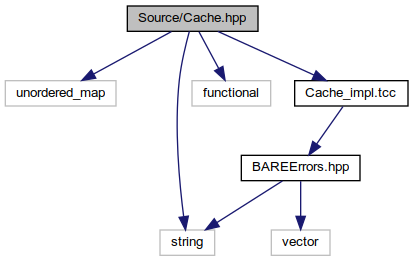 Source/Cache.hpp
unordered_map
functional
Cache_impl.tcc
BAREErrors.hpp
string
vector